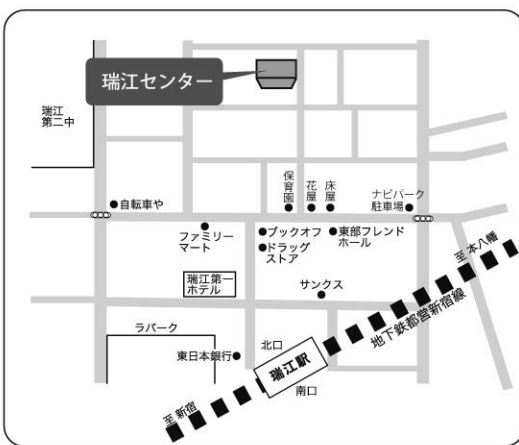 瑞江センター
瑞江
第二中
保育園
花屋
床屋
ナビパーク
駐車場
自転車や
ファミリー
マート
ブックオフ
ドラッグ
ストア
東部フレンド
ホール
至 本八幡
瑞江第一
ホテル
サンクス
地下鉄都営新宿線
ラパーク
北口
東日本銀行
瑞江駅
南口
至 新宿